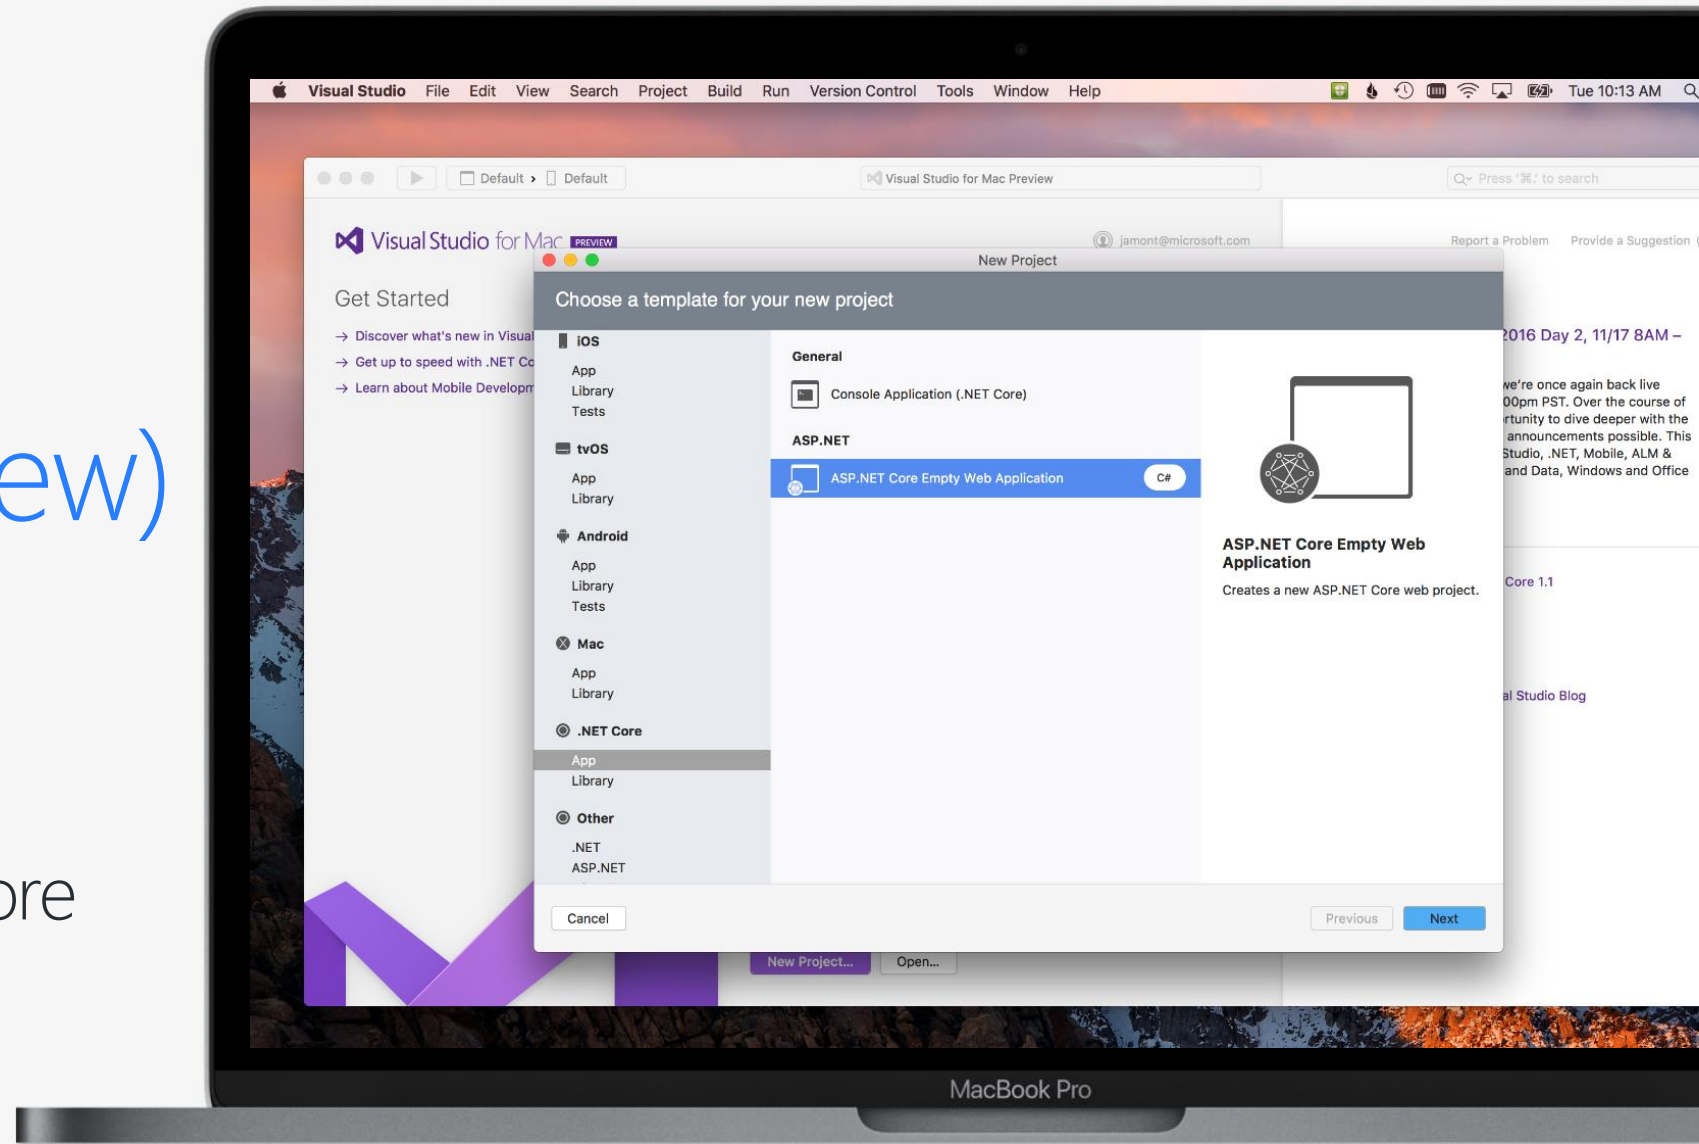 ew)
ore
Visual Studio File Edit View Search Project Build Run Version Control Tools Window Help Tue 10:13 AM
Default > Default
Visual Studio for Mac Preview
Press '⌘.' to search
Visual Studio for Mac PREVIEW
jamont@microsoft.com
Report a Problem Provide a Suggestion
Get Started
→ Discover what's new in Visual
→ Get up to speed with .NET Co
→ Learn about Mobile Developm
New Project
Choose a template for your new project
iOS
App
Library
Tests
tvOS
App
Library
Android
App
Library
Tests
Mac
App
Library
.NET Core
App
Library
Other
.NET
ASP.NET
General
Console Application (.NET Core)
ASP.NET
ASP.NET Core Empty Web Application C#
ASP.NET Core Empty Web
Application
Creates a new ASP.NET Core web project.
Cancel
Previous
Next
2016 Day 2, 11/17 8AM –
we're once again back live
00pm PST. Over the course of
rtunity to dive deeper with the
announcements possible. This
Studio, .NET, Mobile, ALM &
and Data, Windows and Office
Core 1.1
al Studio Blog
New Project...
Open...
MacBook Pro